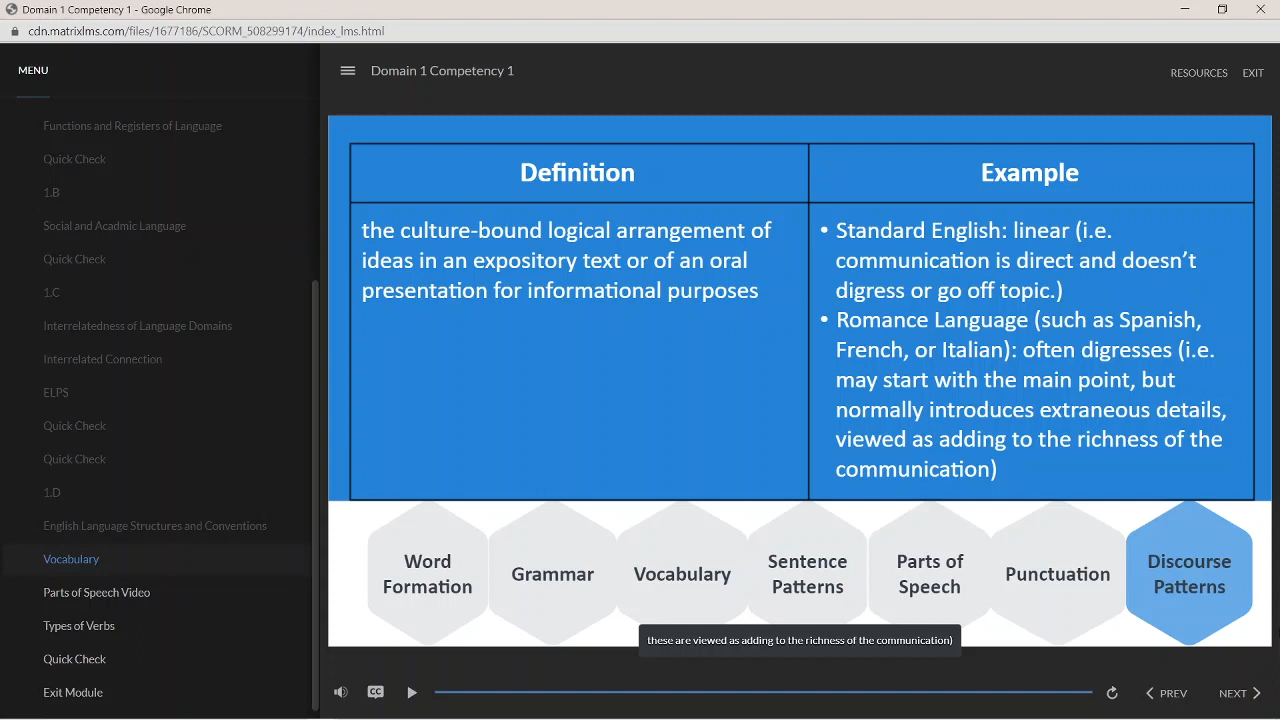 Domain 1 Competency 1 - Google Chrome
cdn.matrixlms.com/files/1677186/SCORM_508299174/index_lms.html
MENU
Functions and Registers of Language
Quick Check
1.B
Social and Acadmic Language
Quick Check
1.C
Interrelatedness of Language Domains
Interrelated Connection
ELPS
Quick Check
Quick Check
1.D
English Language Structures and Conventions
Vocabulary
Parts of Speech Video
Types of Verbs
Quick Check
Exit Module
Domain 1 Competency 1
RESOURCES
EXIT
Definition
the culture-bound logical arrangement of
ideas in an expository text or of an oral
presentation for informational purposes
Example
• Standard English: linear (i.e.
communication is direct and doesn’t
digress or go off topic.)
• Romance Language (such as Spanish,
French, or Italian): often digresses (i.e.
may start with the main point, but
normally introduces extraneous details,
viewed as adding to the richness of the
communication)
Word
Formation
Grammar
Vocabulary
Sentence
Patterns
Parts of
Speech
Punctuation
Discourse
Patterns
these are viewed as adding to the richness of the communication)
CC
PREV
NEXT